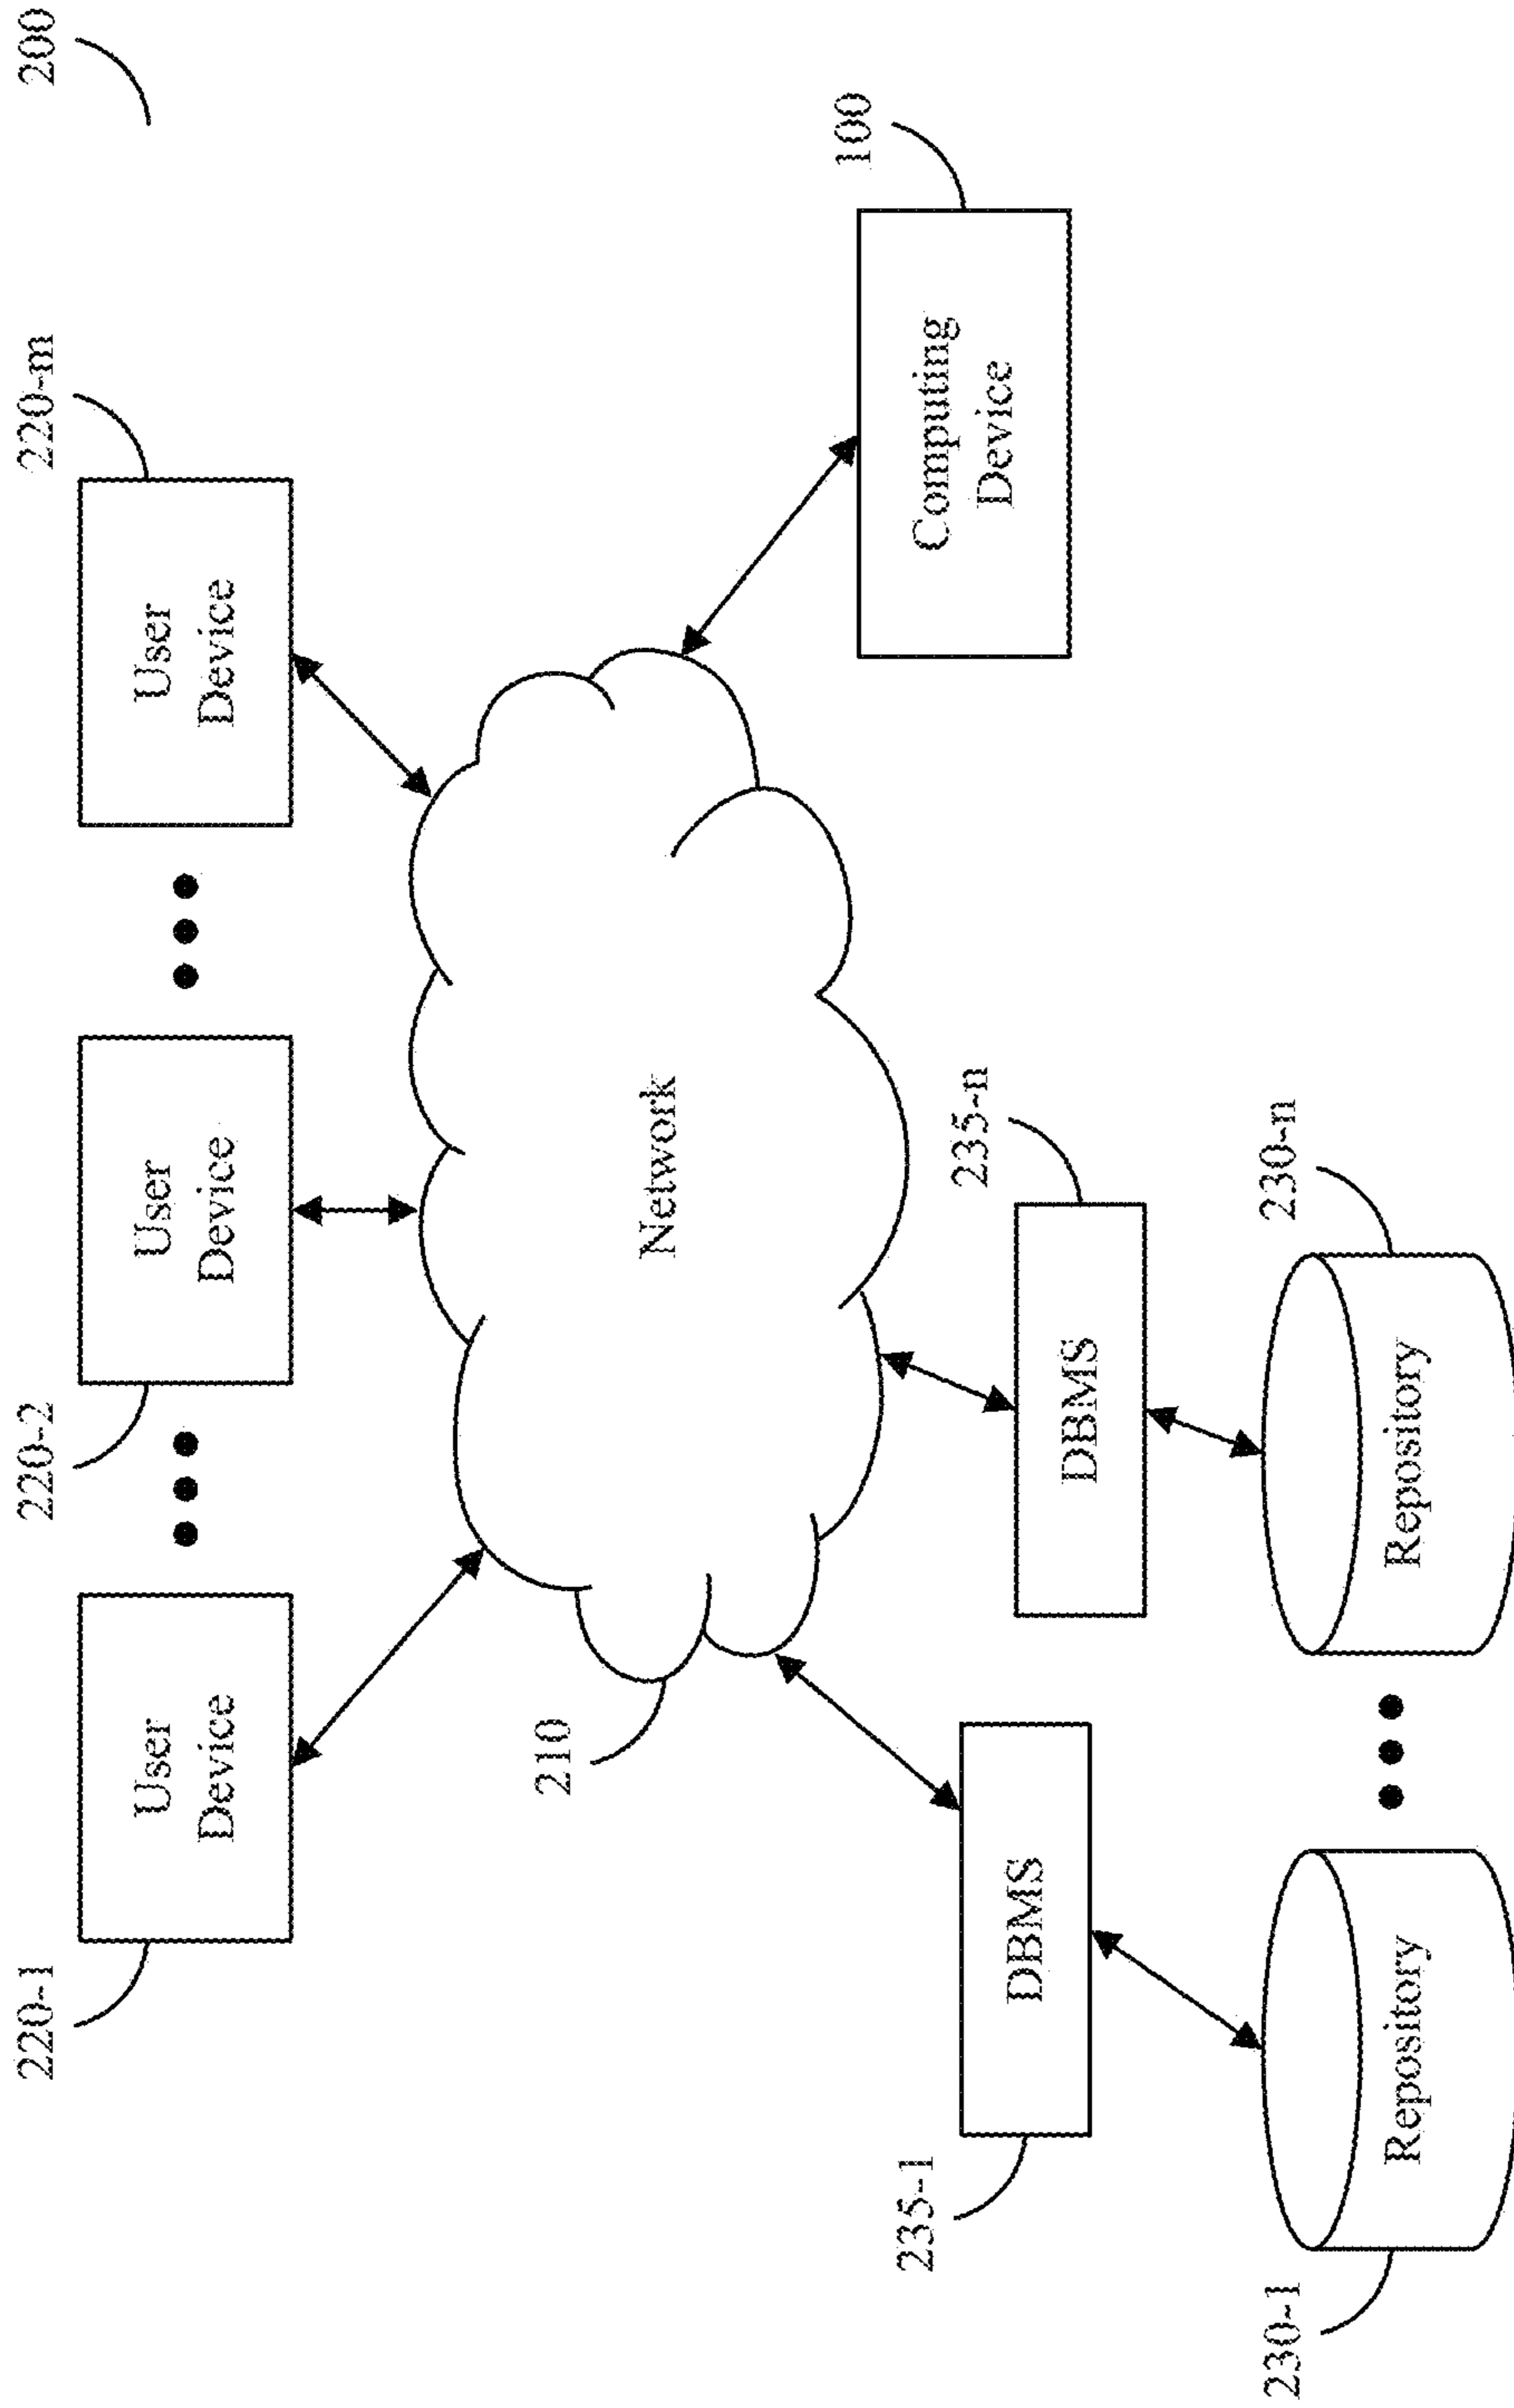 200
220-1
220-2
220-m
User
Device
User
Device
User
Device
210
Network
100
Computing
Device
235-1
DBMS
235-n
DBMS
230-1
Repository
230-n
Repository